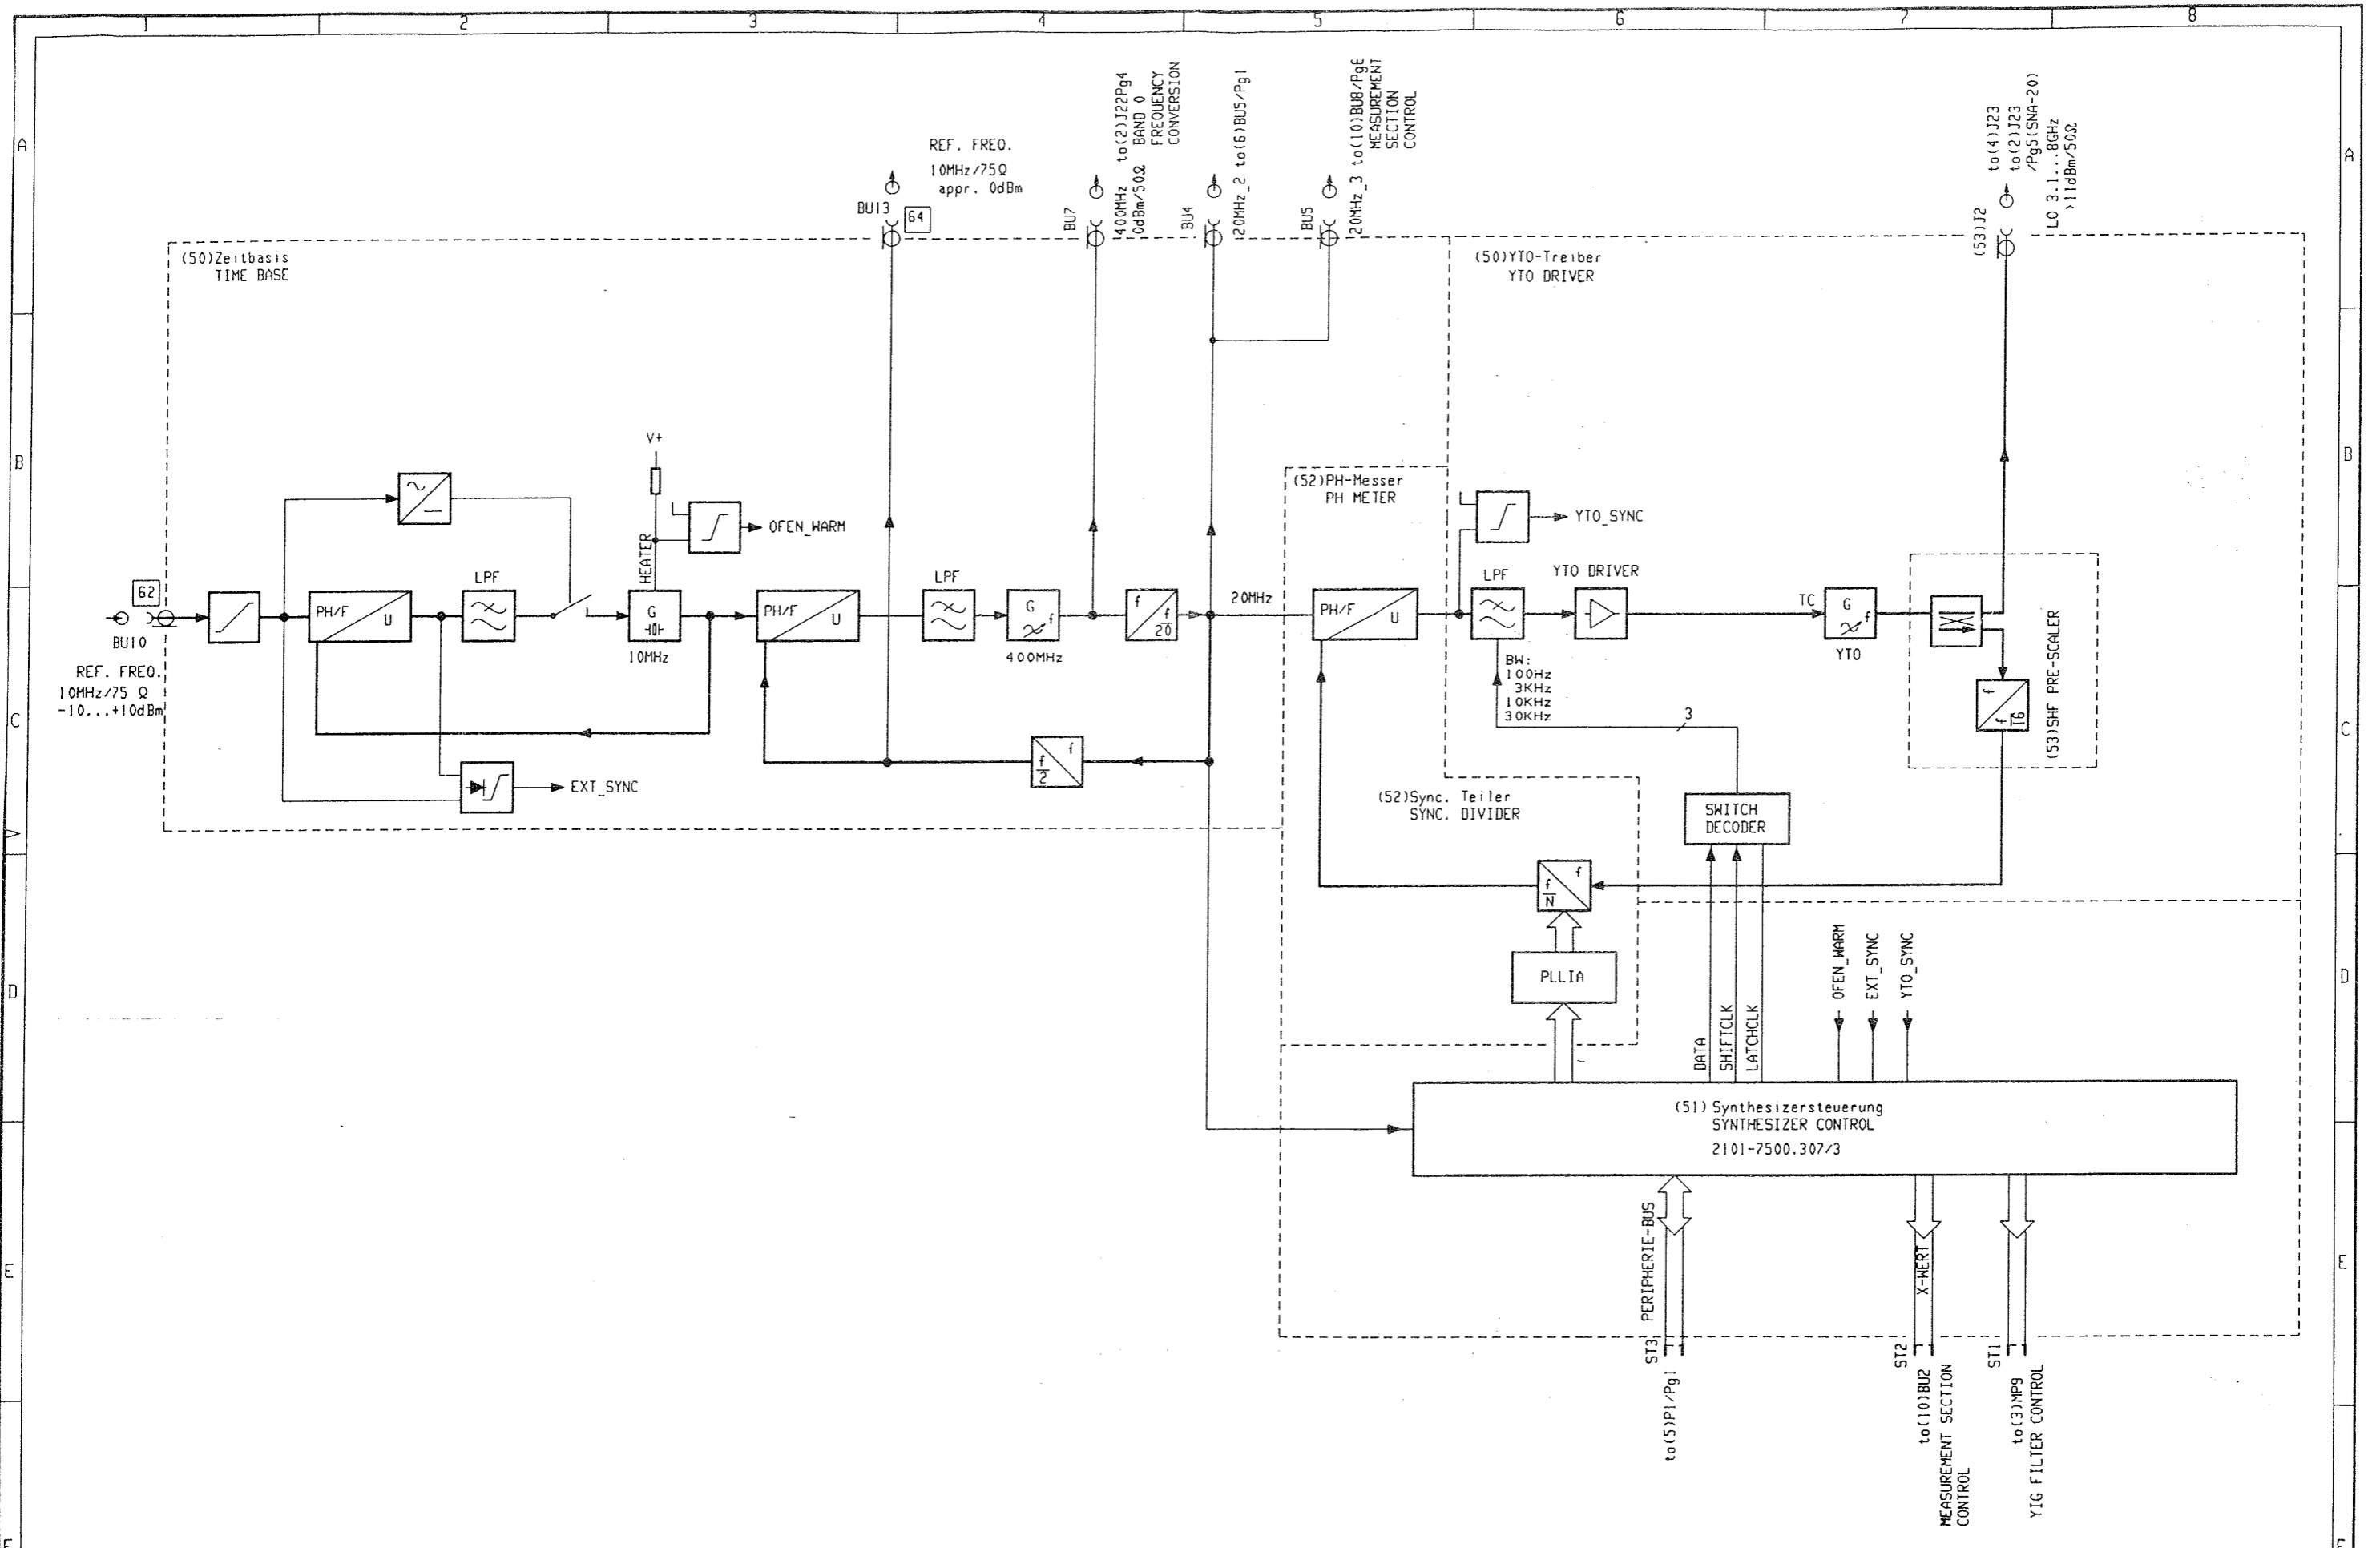 1 2 3 4 5 6 7 8
A
A
B
B
C
C
D
D
E
E
REF. FREQ.
10MHz/75Ω
appr. 0dBm
BU13
64
BU7
400MHz to(2)J22Pg4
0dBm/50Ω BAND 0
FREQUENCY
CONVERSION
BU4
20MHz_2 to(6)BU5/Pg1
BU5
20MHz_3 to(10)BU8/PgE
MEASUREMENT
SECTION
CONTROL
(53)J2
to(4)J23
to(2)J23
/Pg5(SNA-20)
LO 3.1...8GHz
>11dBm/50Ω
(50)Zeitbasis
TIME BASE
(50)YTO-Treiber
YTO DRIVER
V+
HEATER
OFEN_WARM
(52)PH-Messer
PH METER
YTO_SYNC
62
BU10
REF. FREQ.
10MHz/75 Ω
-10...+10dBm
PH/F
U
LPF
G
10MHz
PH/F
U
LPF
G
f
400MHz
f
f
20
20MHz
PH/F
U
LPF
YTO DRIVER
TC
G
f
YTO
BW:
100Hz
3KHz
10KHz
30KHz
3
f
f
16
(53)SHF PRE-SCALER
EXT_SYNC
f
f
2
(52)Sync. Teiler
SYNC. DIVIDER
SWITCH
DECODER
f
f
N
PLLIA
DATA
SHIFTCLK
LATCHCLK
OFEN_WARM
EXT_SYNC
YTO_SYNC
(51) Synthesizersteuerung
SYNTHESIZER CONTROL
2101-7500.307/3
PERIPHERIE-BUS
X-WERT
ST3
to(5)P1/Pg1
ST2
to(10)BU2
MEASUREMENT SECTION
CONTROL
ST1
to(3)MP9
YIG FILTER CONTROL